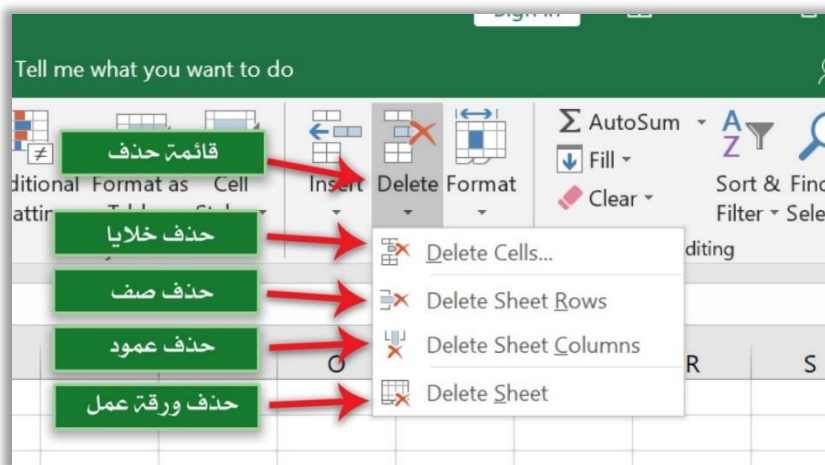 Tell me what you want to do
قائمة حذف
Insert
Delete
Format
AutoSum
Fill
Clear
Format as
Cell
Sort &
Filter
حذف خلايا
Delete Cells...
حذف صف
Delete Sheet Rows
حذف عمود
Delete Sheet Columns
O
R
S
حذف ورقة عمل
Delete Sheet